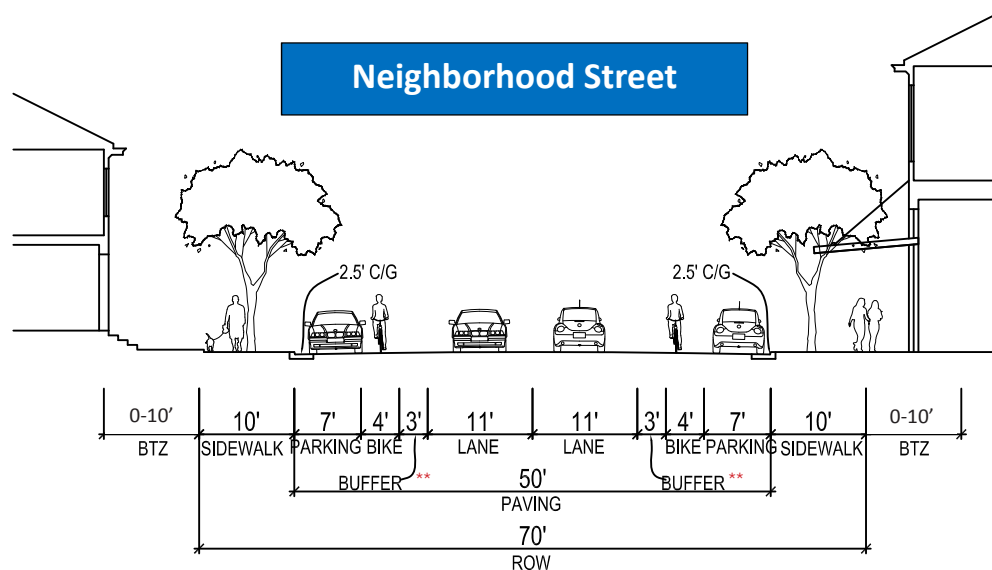 Neighborhood Street
2.5' C/G 2.5' C/G
0-10' 10' 7' 4' 3' 11' 11' 3' 4' 7' 10' 0-10'
BTZ SIDEWALK PARKING BIKE LANE LANE BIKE PARKING SIDEWALK BTZ
BUFFER ** 50' BUFFER **
PAVING
70'
ROW